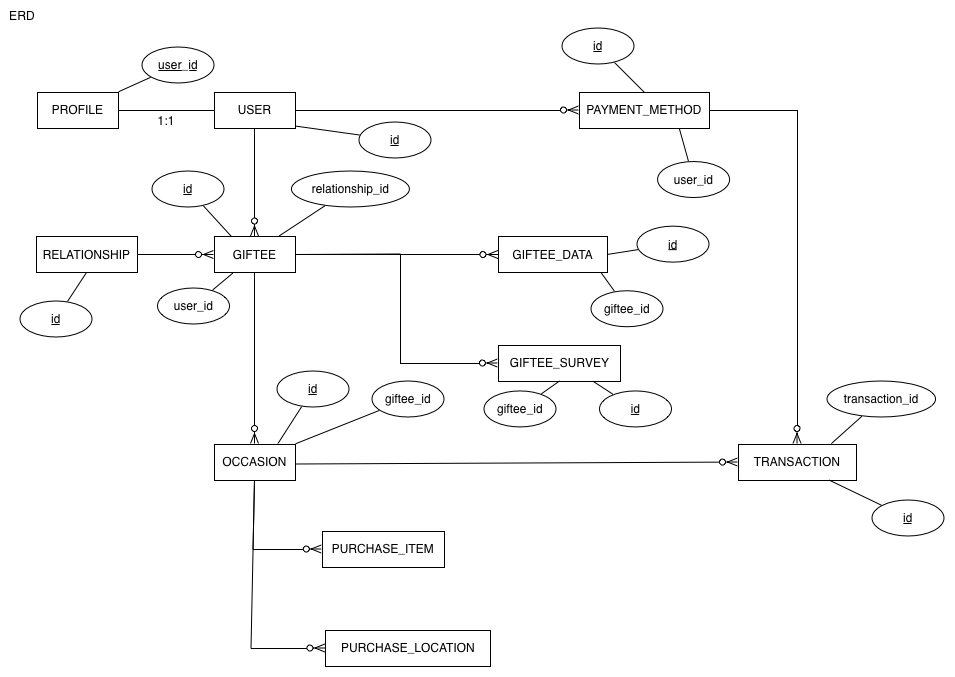 ERD
id
user_id
PROFILE
USER
PAYMENT_METHOD
1:1
id
user_id
id
relationship_id
RELATIONSHIP
GIFTEE
GIFTEE_DATA
id
user_id
giftee_id
id
GIFTEE_SURVEY
id
giftee_id
giftee_id
id
transaction_id
OCCASION
TRANSACTION
id
PURCHASE_ITEM
PURCHASE_LOCATION